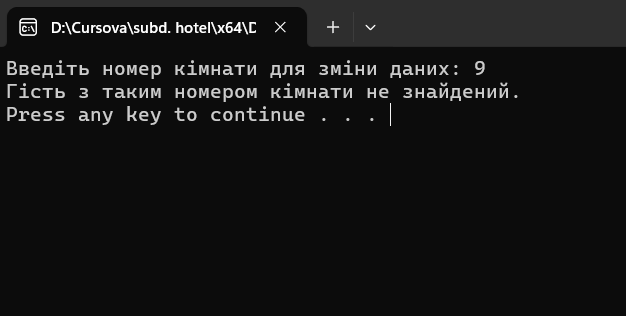 D:\Cursova\subd. hotel\x64\D
Введіть номер кімнати для зміни даних: 9
Гість з таким номером кімнати не знайдений.
Press any key to continue . . .